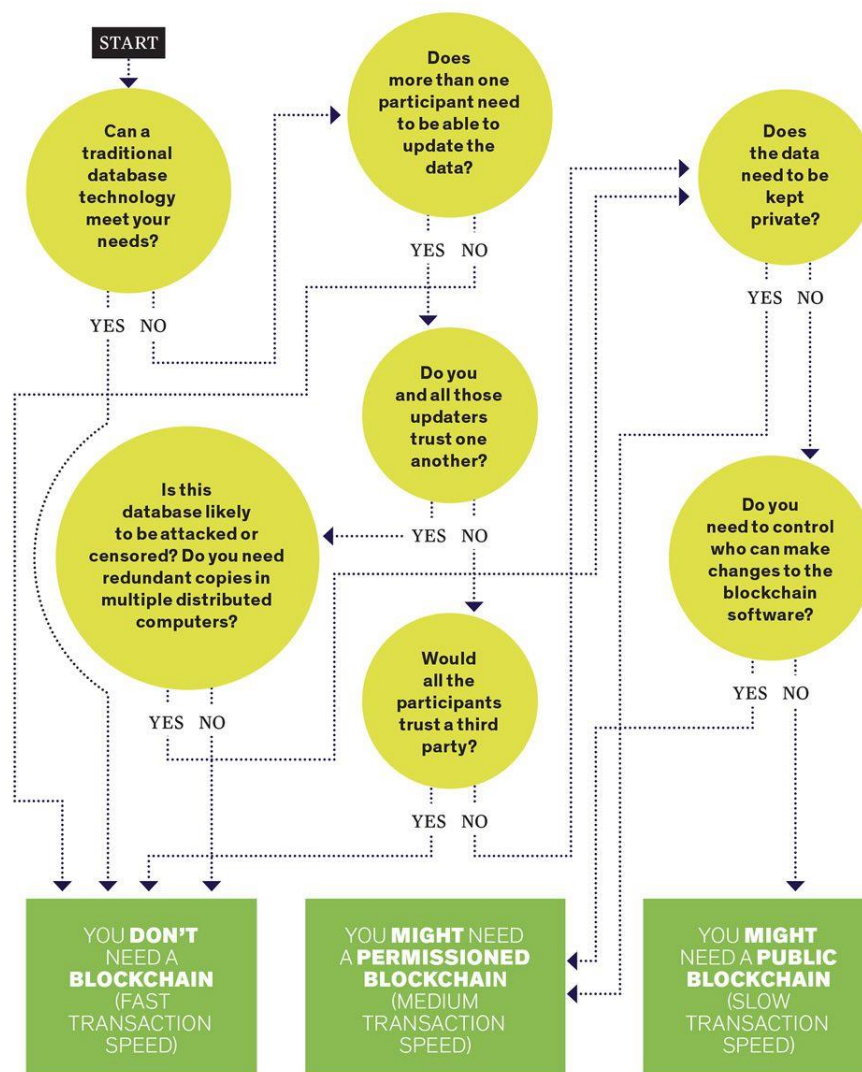 START
Can a
traditional
database
technology
meet your
needs?
YES NO
Does
more than one
participant need
to be able to
update the
data?
YES NO
Do you
and all those
updaters
trust one
another?
YES NO
Is this
database likely
to be attacked or
censored? Do you need
redundant copies in
multiple distributed
computers?
YES NO
Would
all the
participants
trust a third
party?
YES NO
Does
the data
need to be
kept
private?
YES NO
Do you
need to control
who can make
changes to the
blockchain
software?
YES NO
YOU DON'T
NEED A
BLOCKCHAIN
(FAST
TRANSACTION
SPEED)
YOU MIGHT NEED
A PERMISSIONED
BLOCKCHAIN
(MEDIUM
TRANSACTION
SPEED)
YOU MIGHT
NEED A PUBLIC
BLOCKCHAIN
(SLOW
TRANSACTION
SPEED)